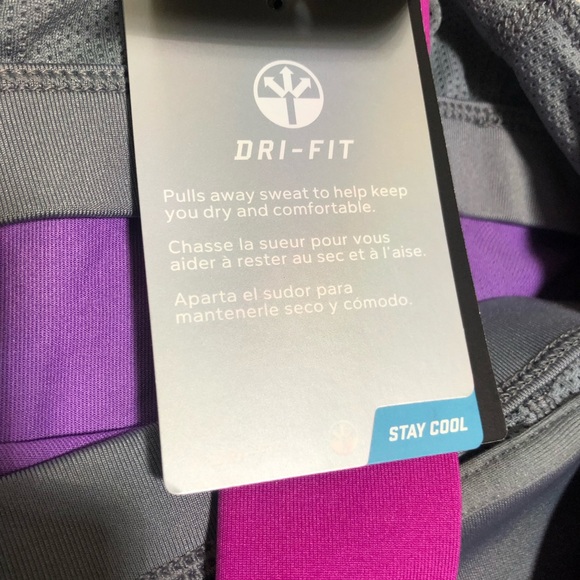 DRI-FIT
Pulls away sweat to help keep
you dry and comfortable.
Chasse la sueur pour vous
aider à rester au sec et à l'aise.
Aparta el sudor para
mantenerle seco y cómodo.
STAY COOL